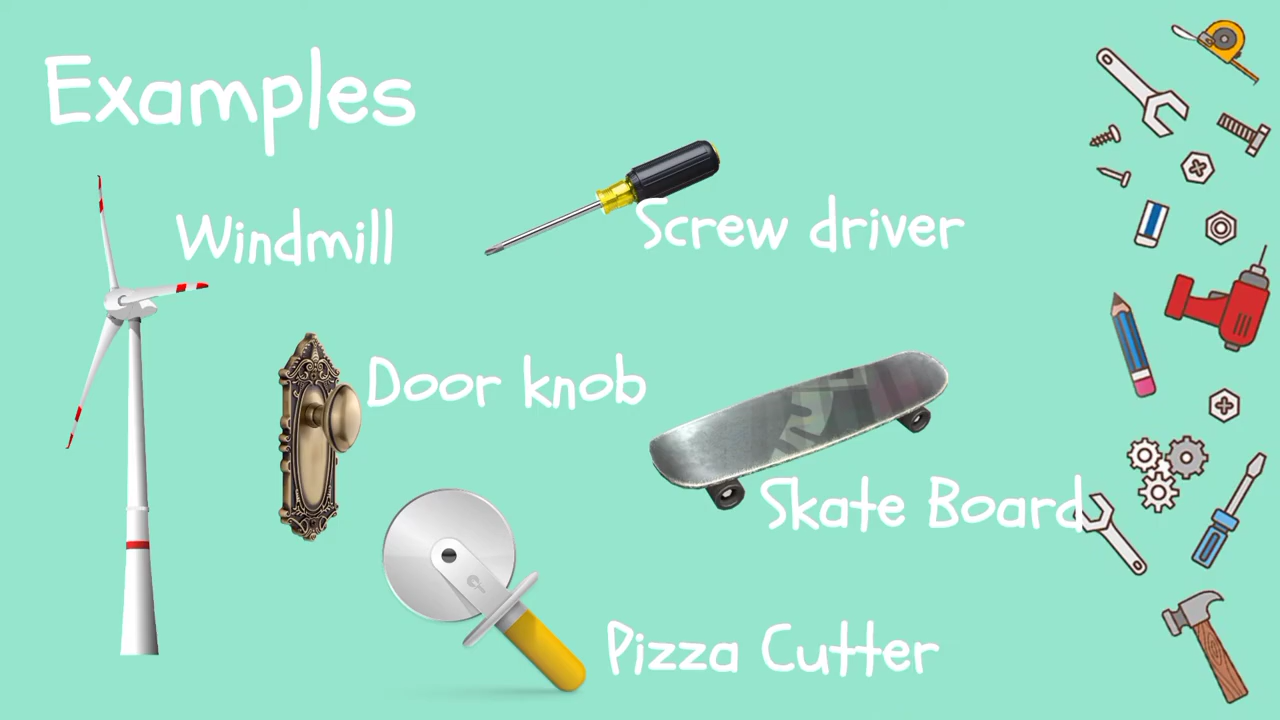 Examples
Windmill
Screw driver
Door knob
Skate Board
Pizza Cutter